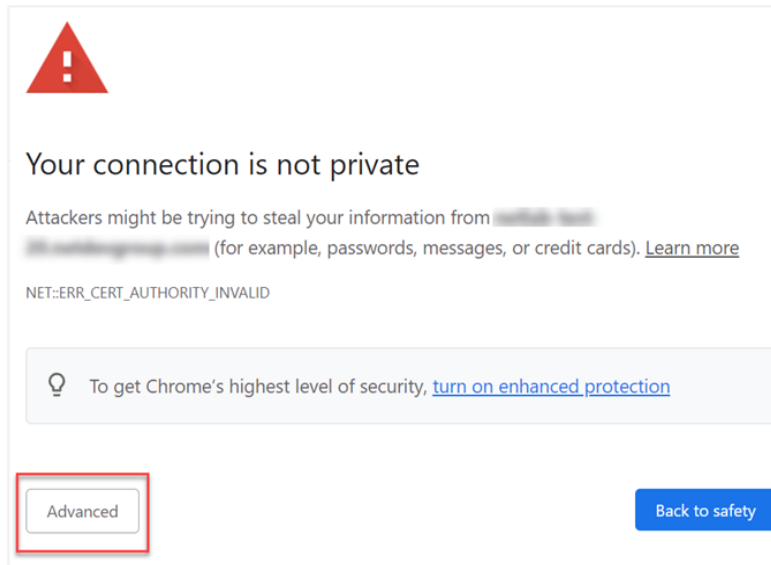 Your connection is not private
Attackers might be trying to steal your information from
(for example, passwords, messages, or credit cards). Learn more
NET::ERR_CERT_AUTHORITY_INVALID
To get Chrome's highest level of security, turn on enhanced protection
Advanced
Back to safety